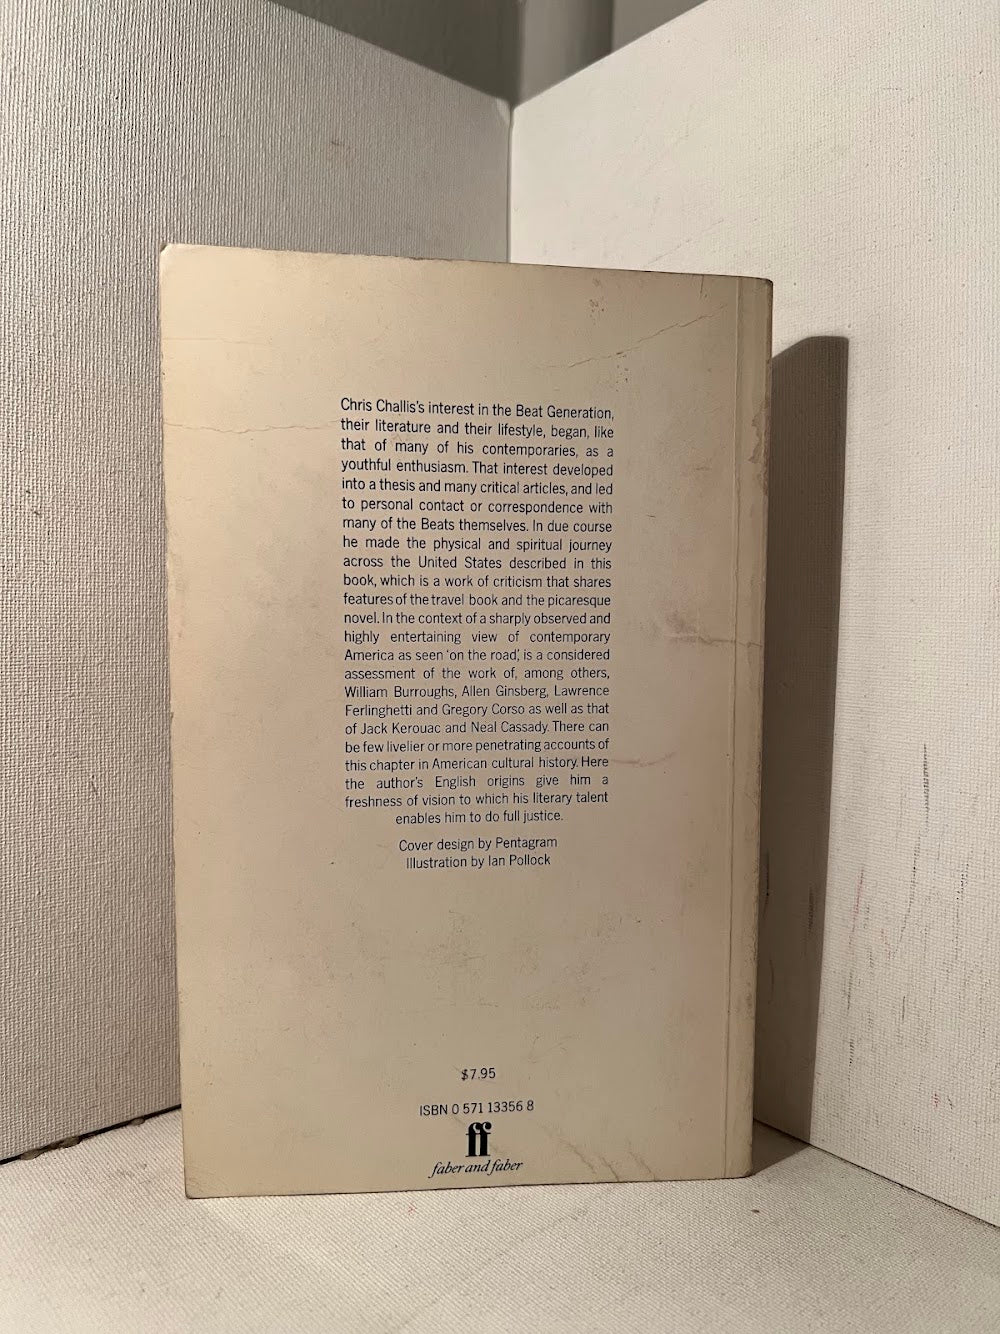 Chris Challis's interest in the Beat Generation,
their literature and their lifestyle, began, like
that of many of his contemporaries, as a
youthful enthusiasm. That interest developed
into a thesis and many critical articles, and led
to personal contact or correspondence with
many of the Beats themselves. In due course
he made the physical and spiritual journey
across the United States described in this
book, which is a work of criticism that shares
features of the travel book and the picaresque
novel. In the context of a sharply observed and
highly entertaining view of contemporary
America as seen 'on the road', is a considered
assessment of the work of, among others,
William Burroughs, Allen Ginsberg, Lawrence
Ferlinghetti and Gregory Corso as well as that
of Jack Kerouac and Neal Cassady. There can
be few livelier or more penetrating accounts of
this chapter in American cultural history. Here
the author's English origins give him a
freshness of vision to which his literary talent
enables him to do full justice.
Cover design by Pentagram
Illustration by Ian Pollock
$7.95
ISBN 0 571 13356 8
ff
faber and faber